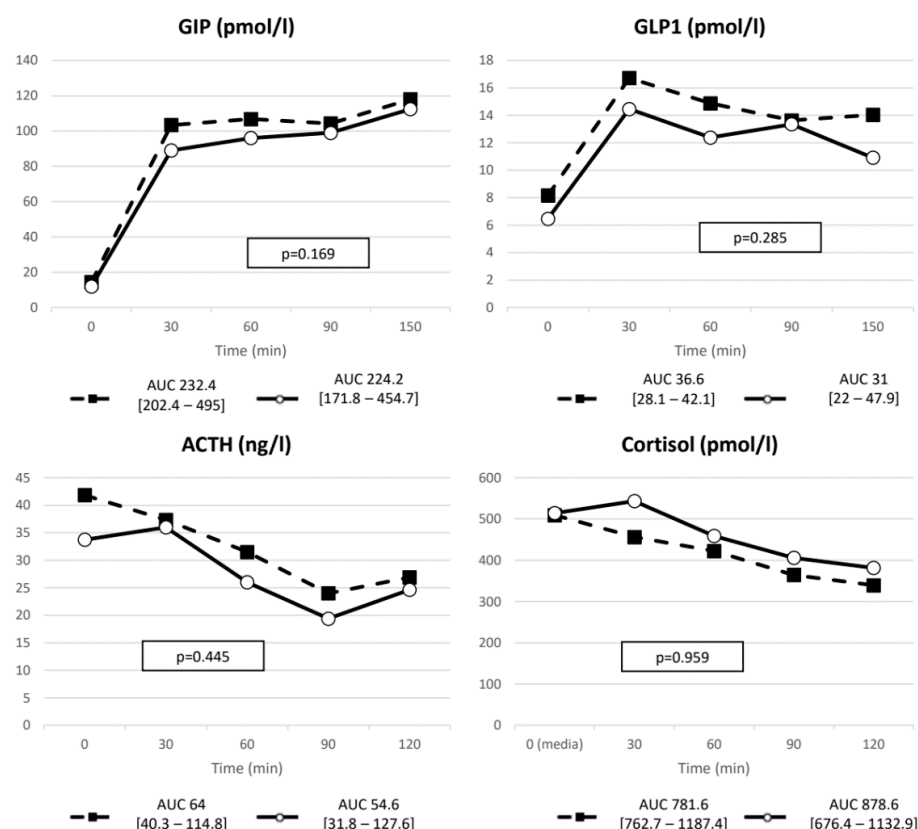 GIP (pmol/l)
140
120
100
80
60
40
20
0
0 30 60 90 150
Time (min)
p=0.169
AUC 232.4
[202.4 – 495]
AUC 224.2
[171.8 – 454.7]
GLP1 (pmol/l)
18
16
14
12
10
8
6
4
2
0
0 30 60 90 150
Time (min)
p=0.285
AUC 36.6
[28.1 – 42.1]
AUC 31
[22 – 47.9]
ACTH (ng/l)
45
40
35
30
25
20
15
10
5
0
0 30 60 90 120
Time (min)
p=0.445
AUC 64
[40.3 – 114.8]
AUC 54.6
[31.8 – 127.6]
Cortisol (pmol/l)
600
500
400
300
200
100
0
0 (media) 30 60 90 120
Time (min)
p=0.959
AUC 781.6
[762.7 - 1187.4]
AUC 878.6
[676.4 – 1132.9]